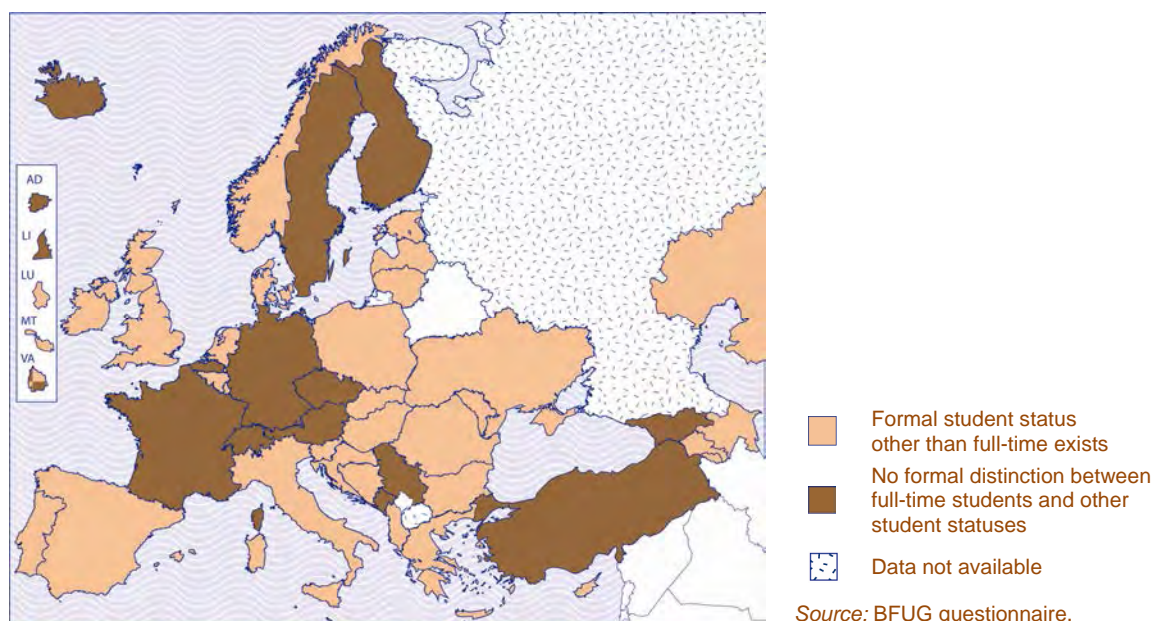 AD
LI
LU
MT
VA
Formal student status
other than full-time exists
No formal distinction between
full-time students and other
student statuses
Data not available
Source: BFUG questionnaire.